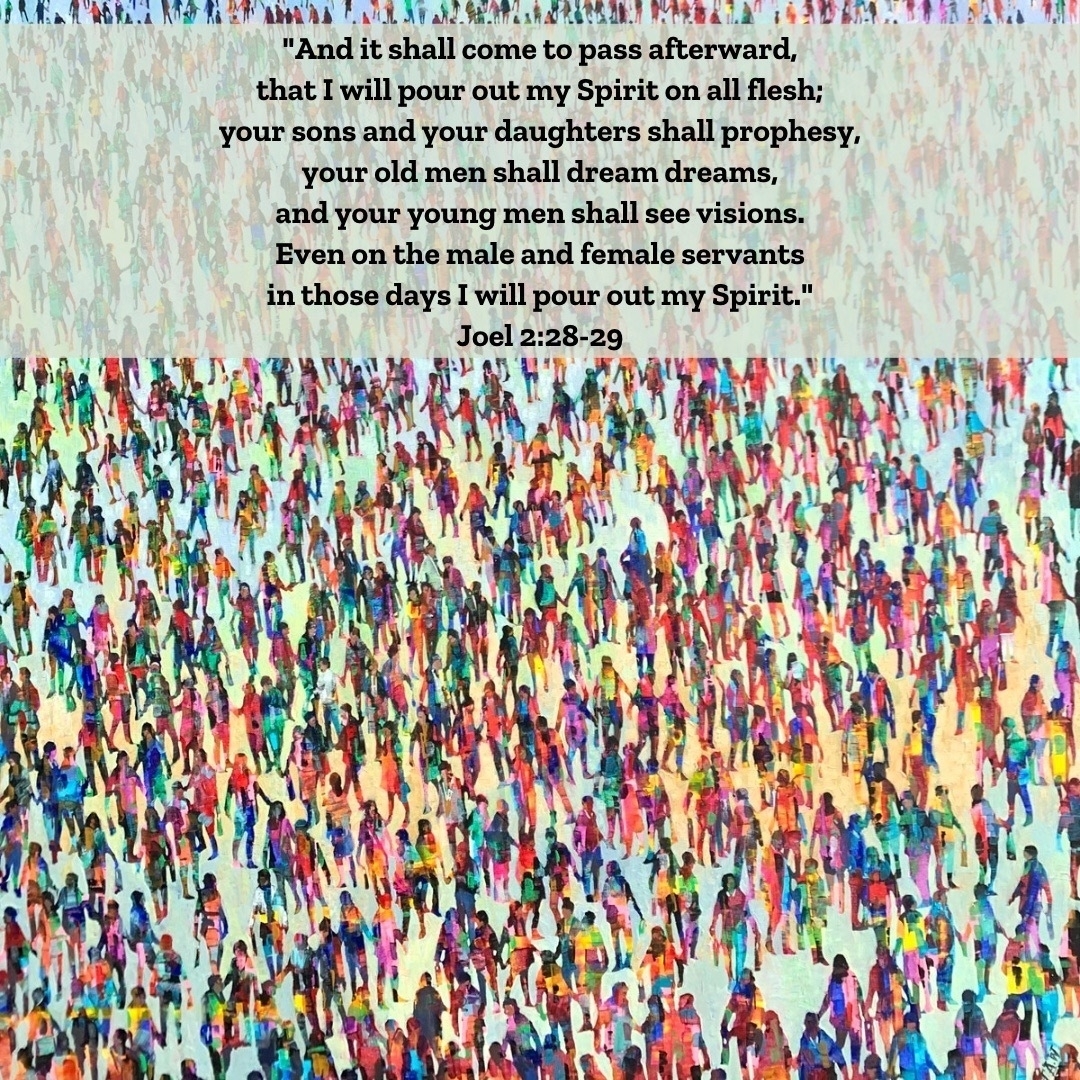 "And it shall come to pass afterward,
that I will pour out my Spirit on all flesh;
your sons and your daughters shall prophesy,
your old men shall dream dreams,
and your young men shall see visions.
Even on the male and female servants
in those days I will pour out my Spirit."
Joel 2:28-29